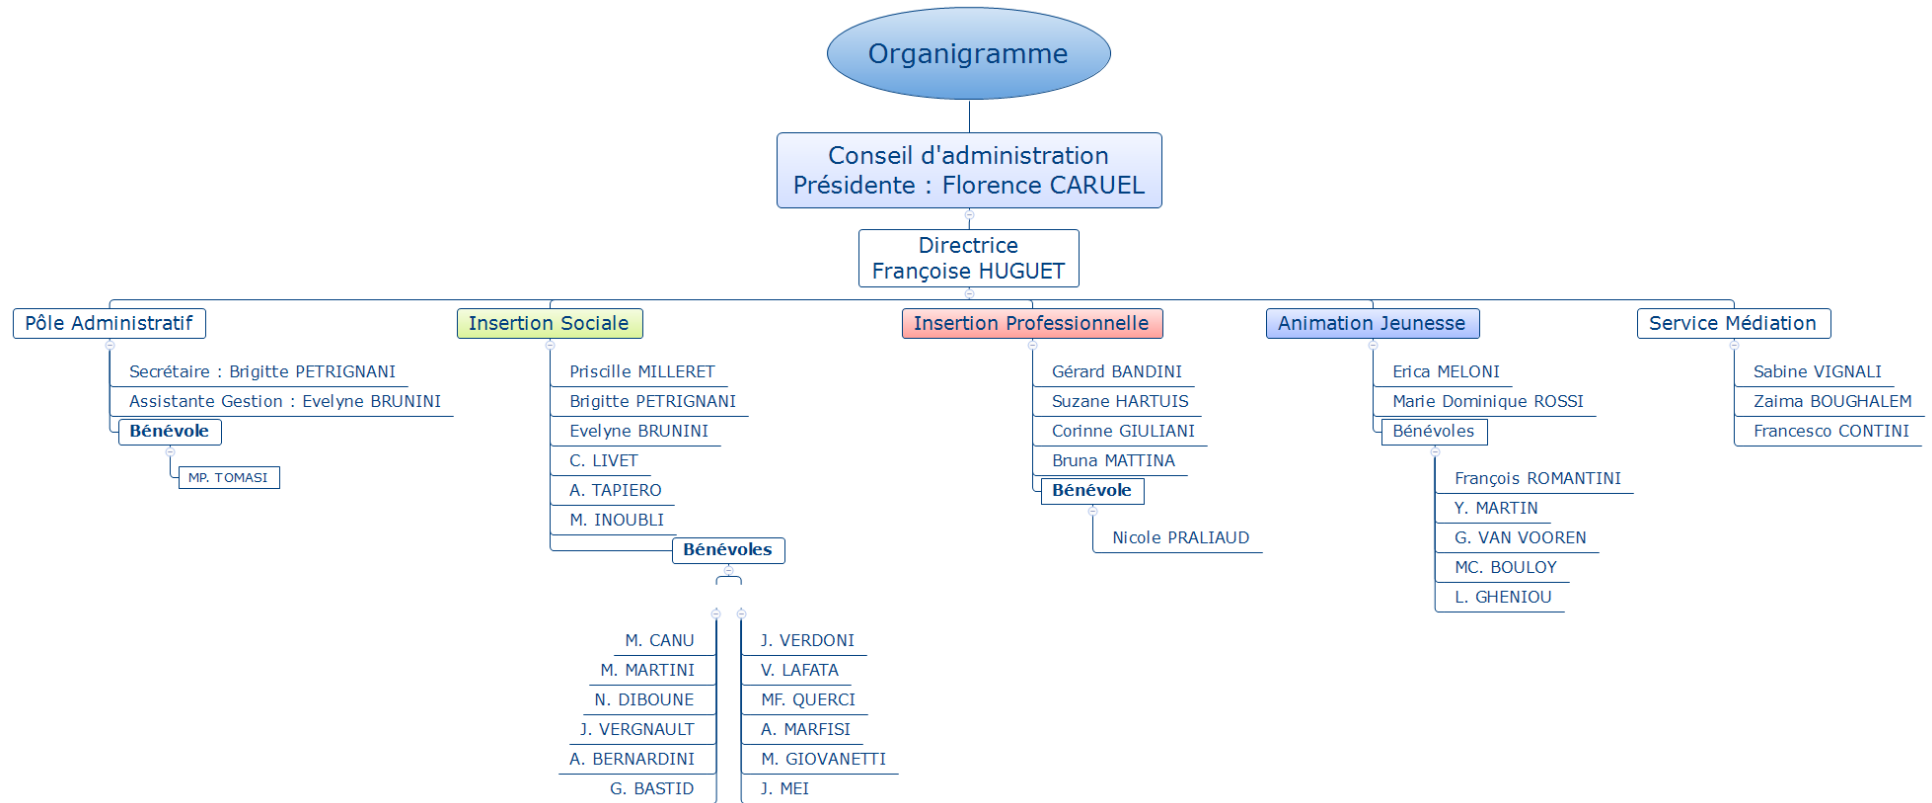 Organigramme
Conseil d'administration
Présidente : Florence CARUEL
Directrice
Françoise HUGUET
Pôle Administratif
Secrétaire : Brigitte PETRIGNANI
Assistante Gestion : Evelyne BRUNINI
Bénévole
MP. TOMASI
Insertion Sociale
Priscille MILLERET
Brigitte PETRIGNANI
Evelyne BRUNINI
C. LIVET
A. TAPIERO
M. INOUBLI
Bénévoles
M. CANU
M. MARTINI
N. DIBOUNE
J. VERGNAULT
A. BERNARDINI
G. BASTID
J. VERDONI
V. LAFATA
MF. QUERCI
A. MARFISI
M. GIOVANETTI
J. MEI
Insertion Professionnelle
Gérard BANDINI
Suzane HARTUIS
Corinne GIULIANI
Bruna MATTINA
Bénévole
Nicole PRALIAUD
Animation Jeunesse
Erica MELONI
Marie Dominique ROSSI
Bénévoles
François ROMANTINI
Y. MARTIN
G. VAN VOOREN
MC. BOULOY
L. GHENIOU
Service Médiation
Sabine VIGNALI
Zaima BOUGHALEM
Francesco CONTINI